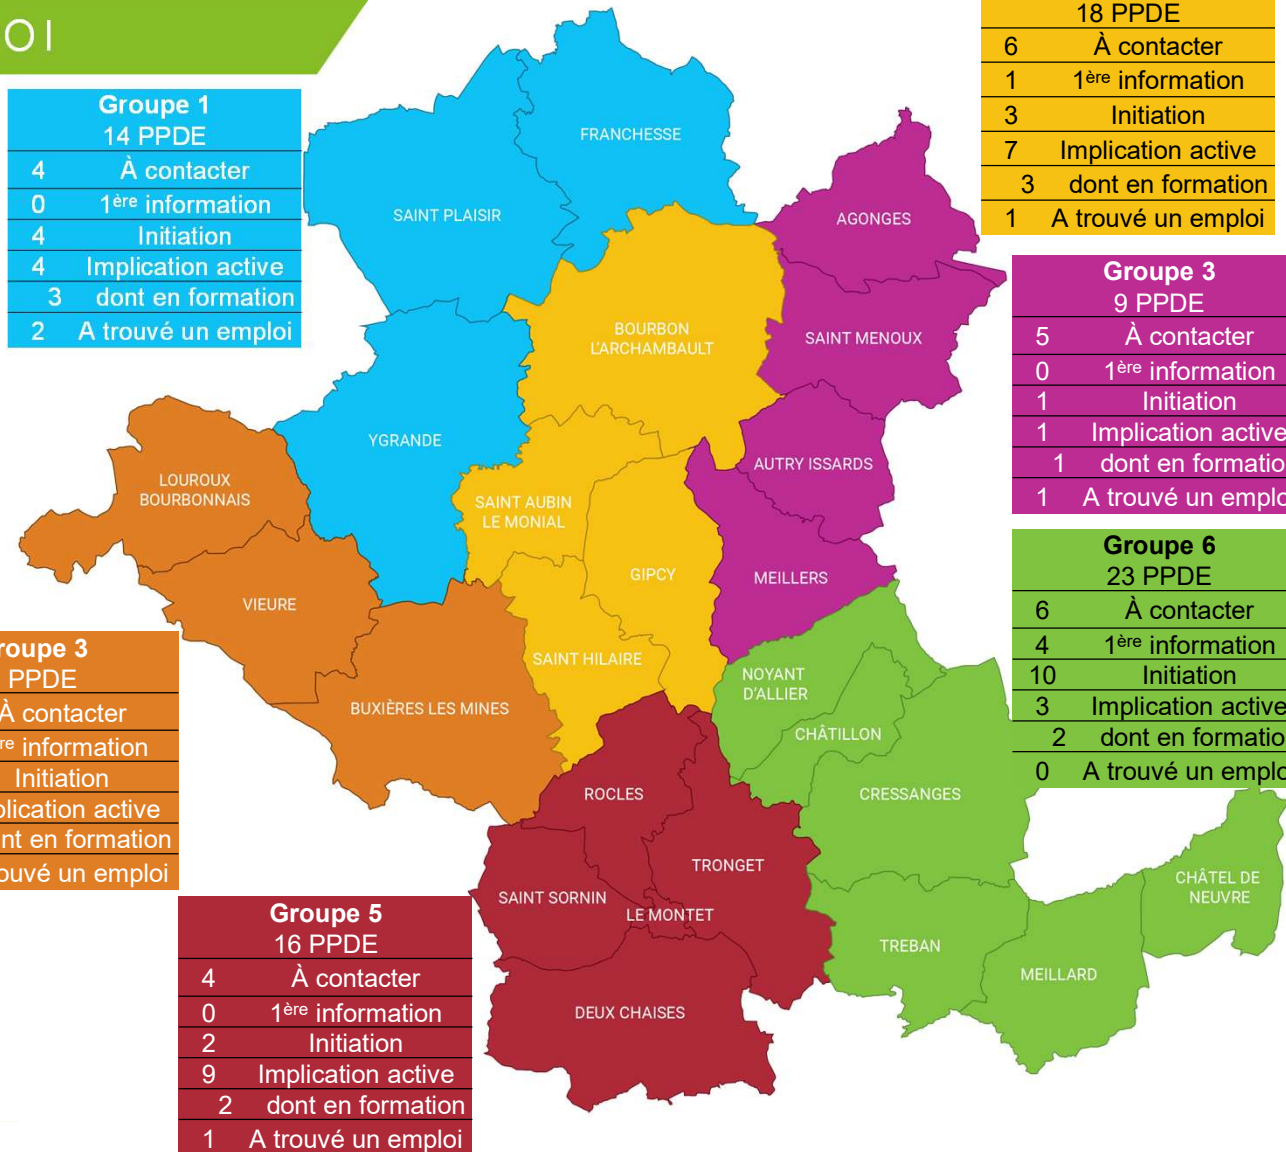 OI
Groupe 1
14 PPDE
4 À contacter
0 1ère information
4 Initiation
4 Implication active
3 dont en formation
2 A trouvé un emploi
18 PPDE
6 À contacter
1 1ère information
3 Initiation
7 Implication active
3 dont en formation
1 A trouvé un emploi
Groupe 3
9 PPDE
5 À contacter
0 1ère information
1 Initiation
1 Implication active
1 dont en formatio
1 A trouvé un emplo
Groupe 6
23 PPDE
6 À contacter
4 1ère information
10 Initiation
3 Implication active
2 dont en formatio
0 A trouvé un emplo
roupe 3
PPDE
À contacter
re information
Initiation
plication active
nt en formation
ouvé un emploi
Groupe 5
16 PPDE
4 À contacter
0 1ère information
2 Initiation
9 Implication active
2 dont en formation
1 A trouvé un emploi
FRANCHESSE
SAINT PLAISIR
AGONGES
BOURBON
L'ARCHAMBAULT
SAINT MENOUX
YGRANDE
AUTRY ISSARDS
LOUROUX
BOURBONNAIS
SAINT AUBIN
LE MONIAL
GIPCY
MEILLERS
VIEURE
SAINT HILAIRE
NOYANT
D'ALLIER
BUXIÈRES LES MINES
CHÂTILLON
ROCLES
CRESSANGES
TRONGET
CHÂTEL DE
NEUVRE
SAINT SORNIN
LE MONTET
TREBAN
MEILLARD
DEUX CHAISES